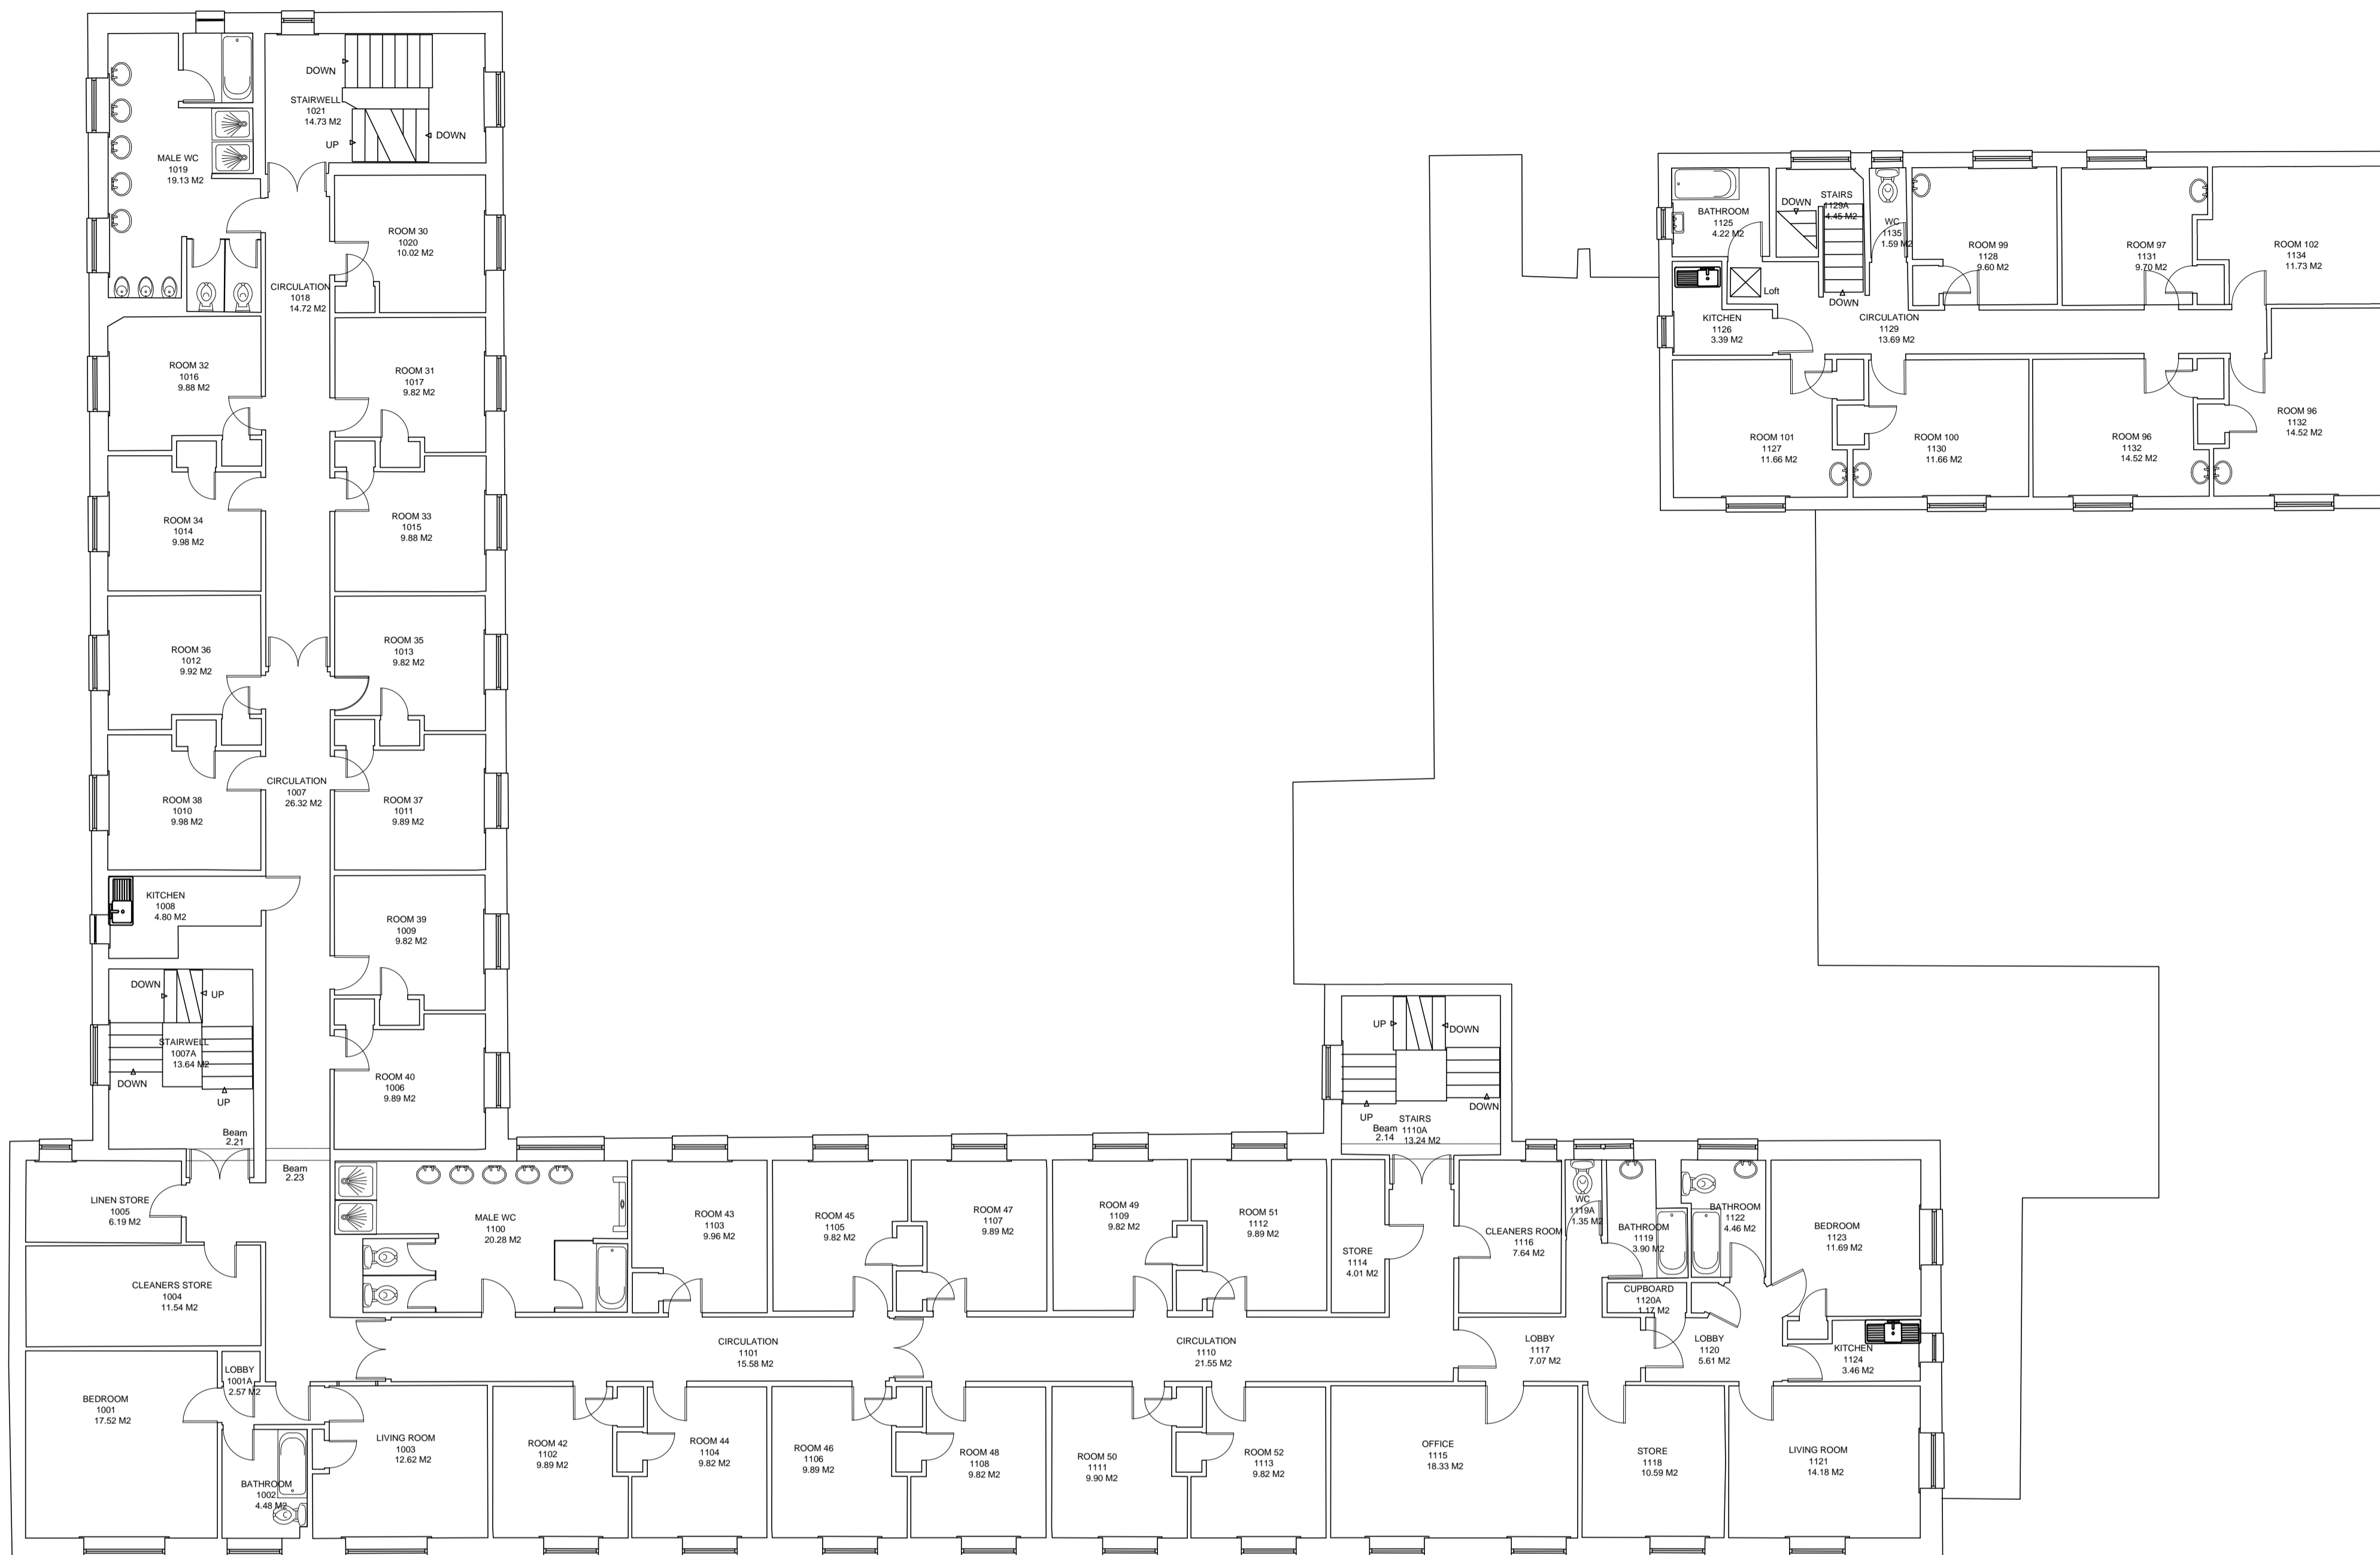 DOWN
STAIRWELL
1021
14.73 M2
DOWN
UP
MALE WC
1019
19.13 M2
ROOM 30
1020
10.02 M2
CIRCULATION
1018
14.72 M2
ROOM 32
1016
9.88 M2
ROOM 31
1017
9.82 M2
ROOM 34
1014
9.98 M2
ROOM 33
1015
9.88 M2
ROOM 36
1012
9.92 M2
ROOM 35
1013
9.82 M2
CIRCULATION
1007
26.32 M2
ROOM 38
1010
9.98 M2
ROOM 37
1011
9.89 M2
KITCHEN
1008
4.80 M2
ROOM 39
1009
9.82 M2
DOWN
UP
STAIRWELL
1007A
13.64 M2
DOWN
UP
ROOM 40
1006
9.89 M2
Beam
2.21
Beam
2.23
LINEN STORE
1005
6.19 M2
CLEANERS STORE
1004
11.54 M2
LOBBY
1001A
2.57 M2
BEDROOM
1001
17.52 M2
BATHROOM
1002
4.48 M2
LIVING ROOM
1003
12.62 M2
MALE WC
1100
20.28 M2
ROOM 43
1103
9.96 M2
ROOM 45
1105
9.82 M2
ROOM 47
1107
9.89 M2
ROOM 49
1109
9.82 M2
ROOM 51
1112
9.89 M2
CIRCULATION
1101
15.58 M2
CIRCULATION
1110
21.55 M2
ROOM 42
1102
9.89 M2
ROOM 44
1104
9.82 M2
ROOM 46
1106
9.89 M2
ROOM 48
1108
9.82 M2
ROOM 50
1111
9.90 M2
ROOM 52
1113
9.82 M2
UP
DOWN
UP
DOWN
STAIRS
1110A
13.24 M2
Beam
2.14
STORE
1114
4.01 M2
CLEANERS ROOM
1116
7.64 M2
WC
1119A
1.35 M2
BATHROOM
1119
3.90 M2
BATHROOM
1122
4.46 M2
BEDROOM
1123
11.69 M2
CUPBOARD
1120A
1.17 M2
LOBBY
1117
7.07 M2
LOBBY
1120
5.61 M2
KITCHEN
1124
3.46 M2
OFFICE
1115
18.33 M2
STORE
1118
10.59 M2
LIVING ROOM
1121
14.18 M2
BATHROOM
1125
4.22 M2
DOWN
STAIRS
1129A
4.45 M2
WC
1135
1.59 M2
ROOM 99
1128
9.60 M2
ROOM 97
1131
9.70 M2
ROOM 102
1134
11.73 M2
Loft
DOWN
KITCHEN
1126
3.39 M2
CIRCULATION
1129
13.69 M2
ROOM 101
1127
11.66 M2
ROOM 100
1130
11.66 M2
ROOM 96
1132
14.52 M2
ROOM 96
1132
14.52 M2